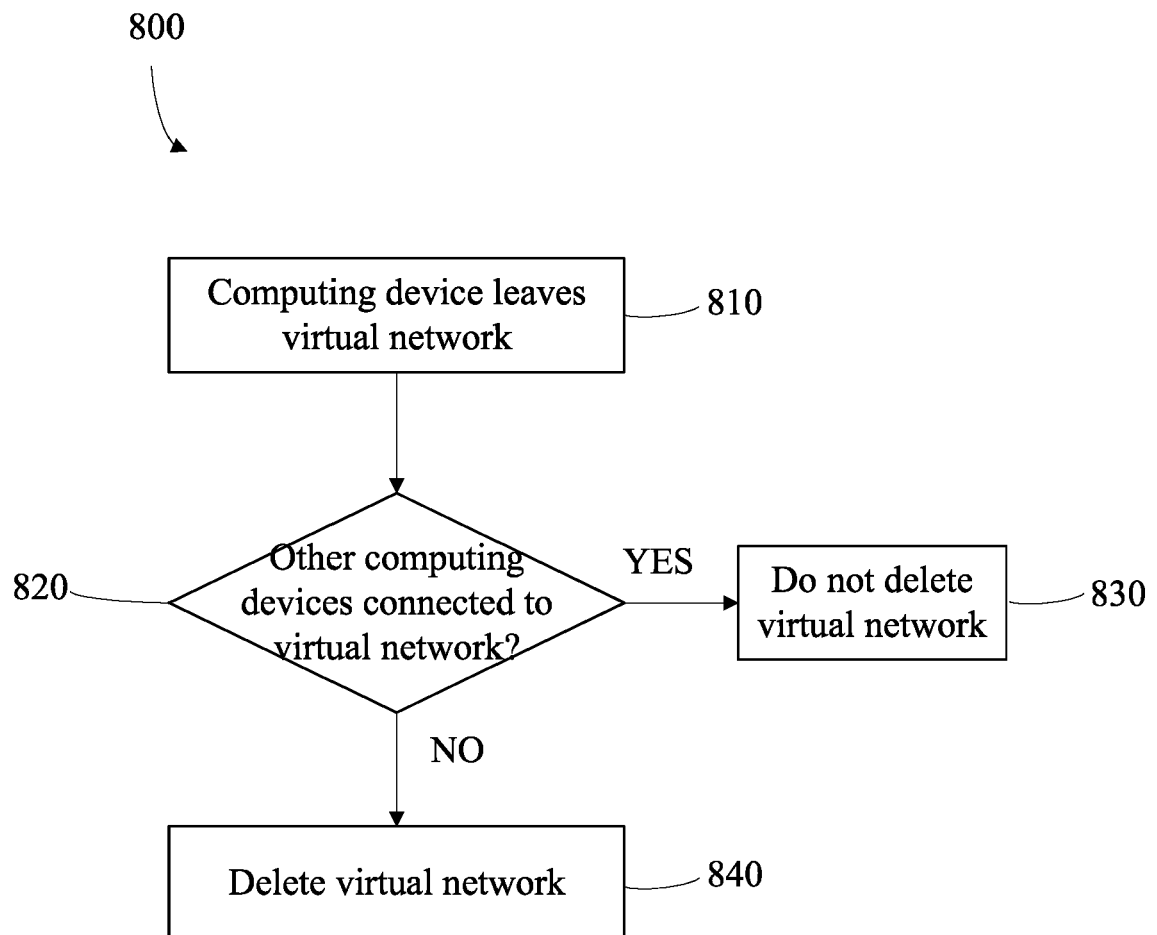 800
Computing device leaves
virtual network
810
Other computing
devices connected to
virtual network?
820
YES
Do not delete
virtual network
830
NO
Delete virtual network
840